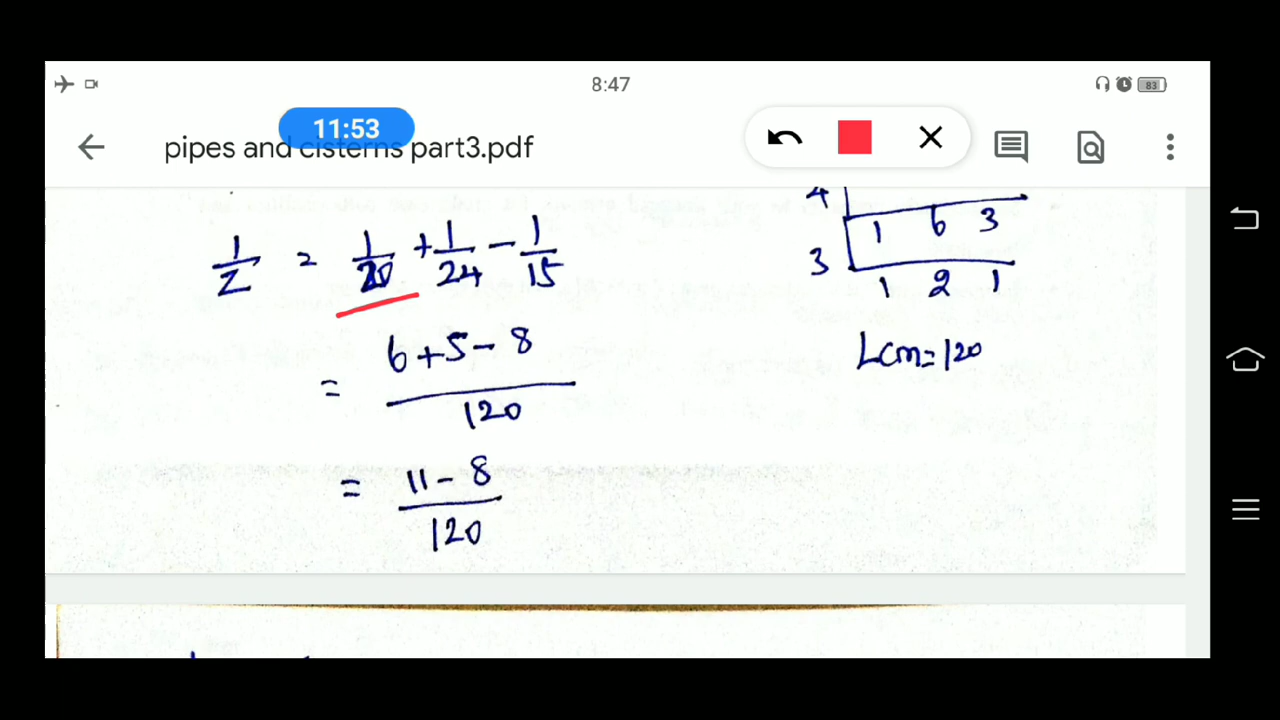 8:47
83
11:53
pipes and cisterns part3.pdf
4
1 6 3
1/z = 1/20 + 1/24 - 1/15
3
1 2 1
= 6+5-8/120
Lcm=120
= 11-8/120